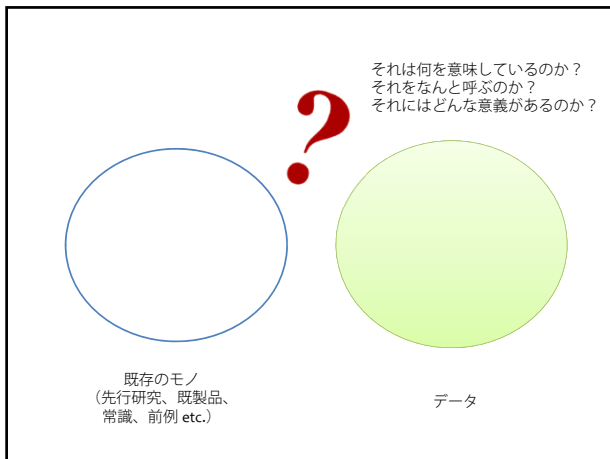 それは何を意味しているのか？
それをなんと呼ぶのか？
それにはどんな意義があるのか？
?
既存のモノ
（先行研究、既製品、
常識、前例 etc.）
データ